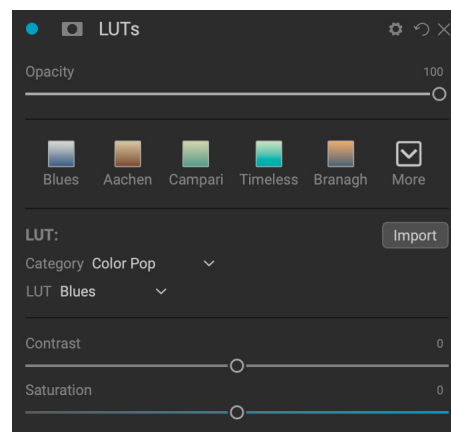 LUTs
Opacity 100
Blues Aachen Campari Timeless Branagh More
LUT: Import
Category Color Pop
LUT Blues
Contrast 0
Saturation 0